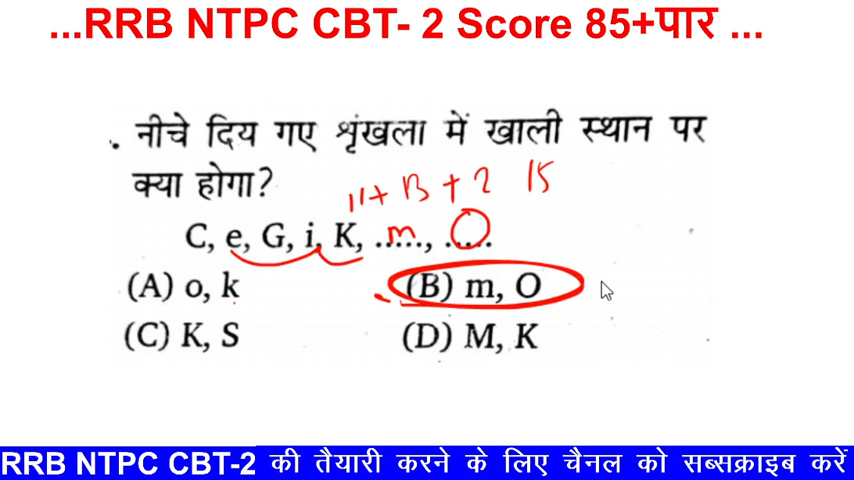 ...RRB NTPC CBT- 2 Score 85+पार ...
. नीचे दिय गए श्रृंखला में खाली स्थान पर
क्या होगा?
11+ 13 + 2 15
C, e, G, i, K, ..m..., ..O...
(A) o, k (B) m, O
(C) K, S (D) M, K
RRB NTPC CBT-2 की तैयारी करने के लिए चैनल को सब्सक्राइब करें